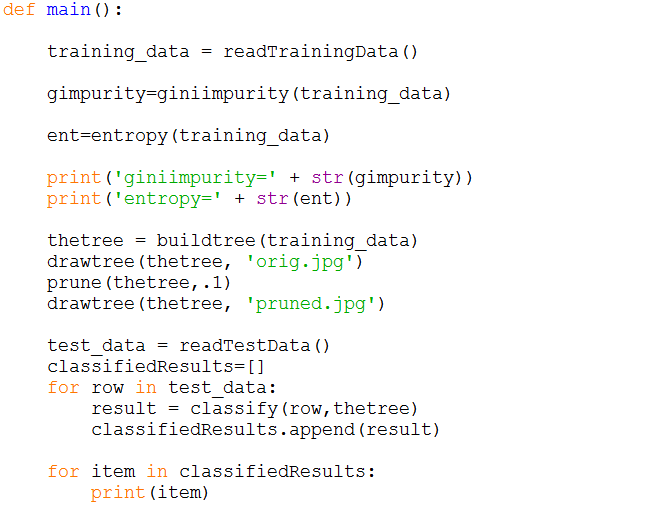 def main():
    training_data = readTrainingData()
    gimpurity=giniimpurity(training_data)
    ent=entropy(training_data)
    print('giniimpurity=' + str(gimpurity))
    print('entropy=' + str(ent))
    thetree = buildtree(training_data)
    drawtree(thetree, 'orig.jpg')
    prune(thetree,.1)
    drawtree(thetree, 'pruned.jpg')
    test_data = readTestData()
    classifiedResults=[]
    for row in test_data:
        result = classify(row,thetree)
        classifiedResults.append(result)
    for item in classifiedResults:
        print(item)